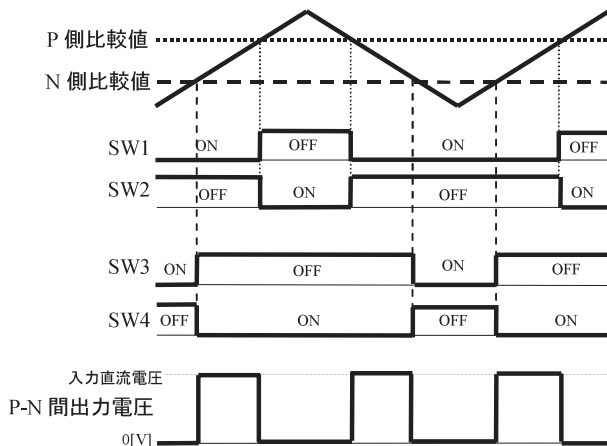 P 側比較値
N 側比較値
SW1 ON OFF ON OFF
SW2 OFF ON OFF ON
SW3 ON OFF ON OFF
SW4 OFF ON OFF ON
入力直流電圧
P-N 間出力電圧
0[V]